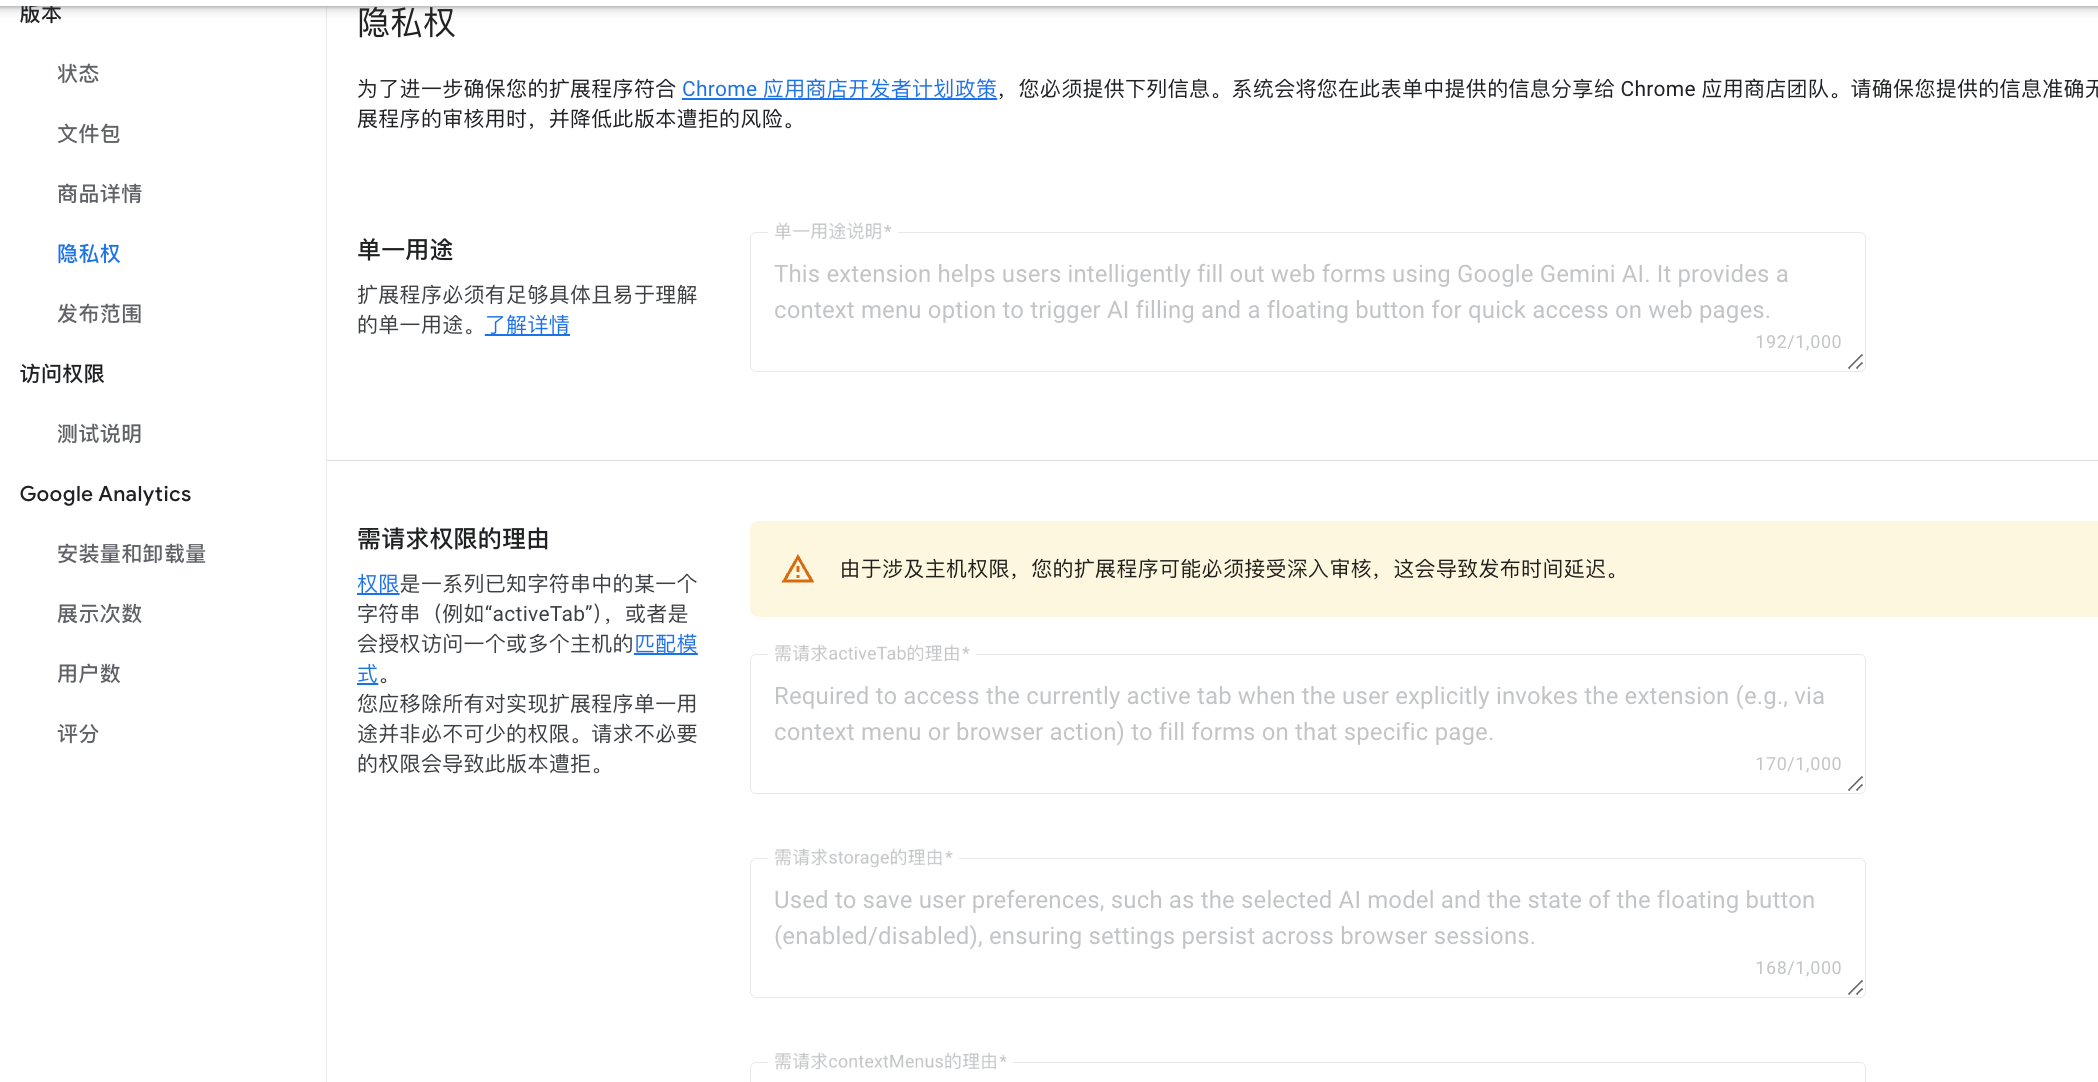 版本
状态
文件包
商品详情
隐私权
发布范围
访问权限
测试说明
Google Analytics
安装量和卸载量
展示次数
用户数
评分
隐私权
为了进一步确保您的扩展程序符合 Chrome 应用商店开发者计划政策，您必须提供下列信息。系统会将您在此表单中提供的信息分享给 Chrome 应用商店团队。请确保您提供的信息准确无
展程序的审核用时，并降低此版本遭拒的风险。
单一用途
扩展程序必须有足够具体且易于理解
的单一用途。了解详情
单一用途说明*
This extension helps users intelligently fill out web forms using Google Gemini AI. It provides a
context menu option to trigger AI filling and a floating button for quick access on web pages.
192/1,000
需请求权限的理由
权限是一系列已知字符串中的某一个
字符串（例如“activeTab”），或者是
会授权访问一个或多个主机的匹配模
式。
您应移除所有对实现扩展程序单一用
途并非必不可少的权限。请求不必要
的权限会导致此版本遭拒。
由于涉及主机权限，您的扩展程序可能必须接受深入审核，这会导致发布时间延迟。
需请求activeTab的理由*
Required to access the currently active tab when the user explicitly invokes the extension (e.g., via
context menu or browser action) to fill forms on that specific page.
170/1,000
需请求storage的理由*
Used to save user preferences, such as the selected AI model and the state of the floating button
(enabled/disabled), ensuring settings persist across browser sessions.
168/1,000
需请求contextMenus的理由*